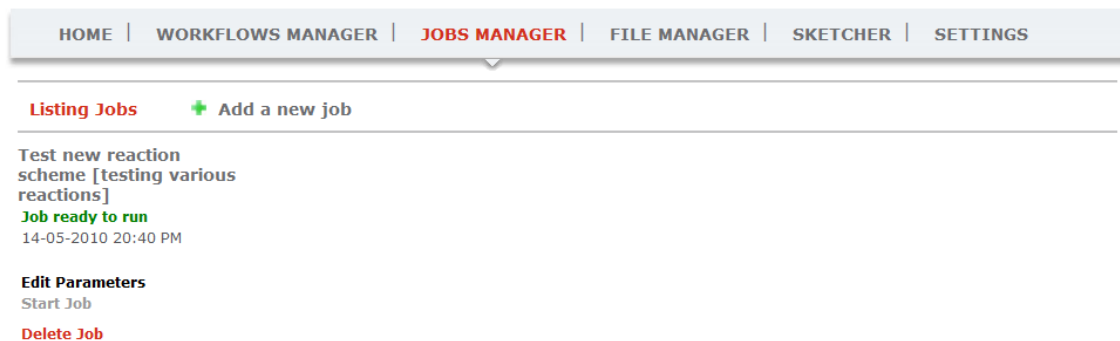 HOME | WORKFLOWS MANAGER | JOBS MANAGER | FILE MANAGER | SKETCHER | SETTINGS
Listing Jobs Add a new job
Test new reaction
scheme [testing various
reactions]
Job ready to run
14-05-2010 20:40 PM
Edit Parameters
Start Job
Delete Job